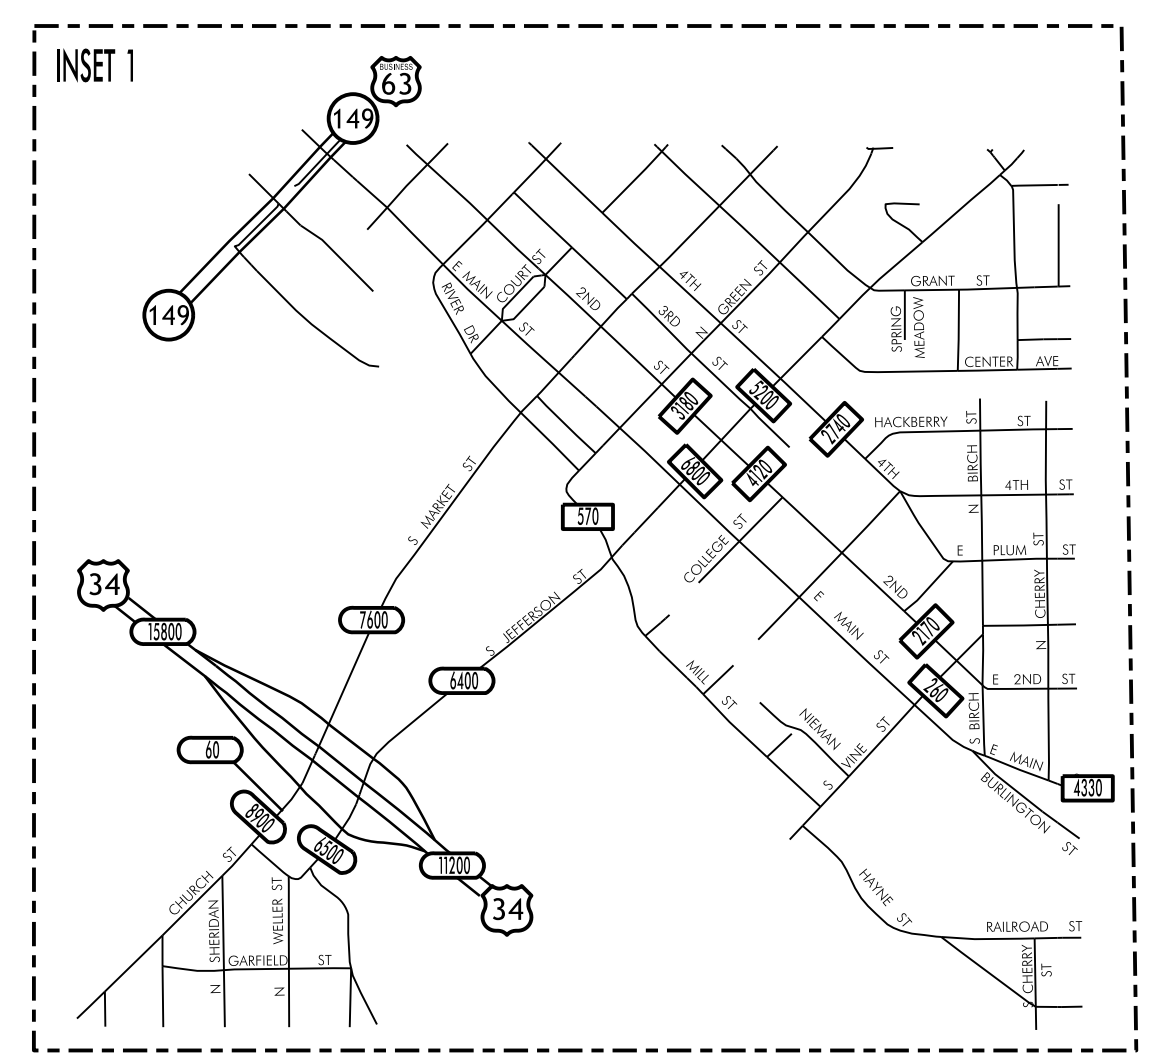 INSET 1
BUSINESS
63
149
149
E MAIN ST
COURT ST
RIVER DR
2ND ST
3RD ST
4TH ST
N GREEN ST
GRANT ST
SPRING
MEADOW
CENTER AVE
3180
5200
2740
HACKBERRY ST
6800
4120
4TH
4TH ST
N BIRCH ST
570
S MARKET ST
COLLEGE ST
E PLUM ST
N CHERRY ST
34
15800
7600
S JEFFERSON ST
2ND
E MAIN ST
2170
6400
MILL ST
260
E 2ND ST
60
NIEMAN
S VINE ST
S BIRCH
E MAIN
4330
BURLINGTON ST
8900
6500
11200
34
CHURCH ST
HAYNE ST
N SHERIDAN
N WELLER ST
GARFIELD ST
RAILROAD ST
S CHERRY ST